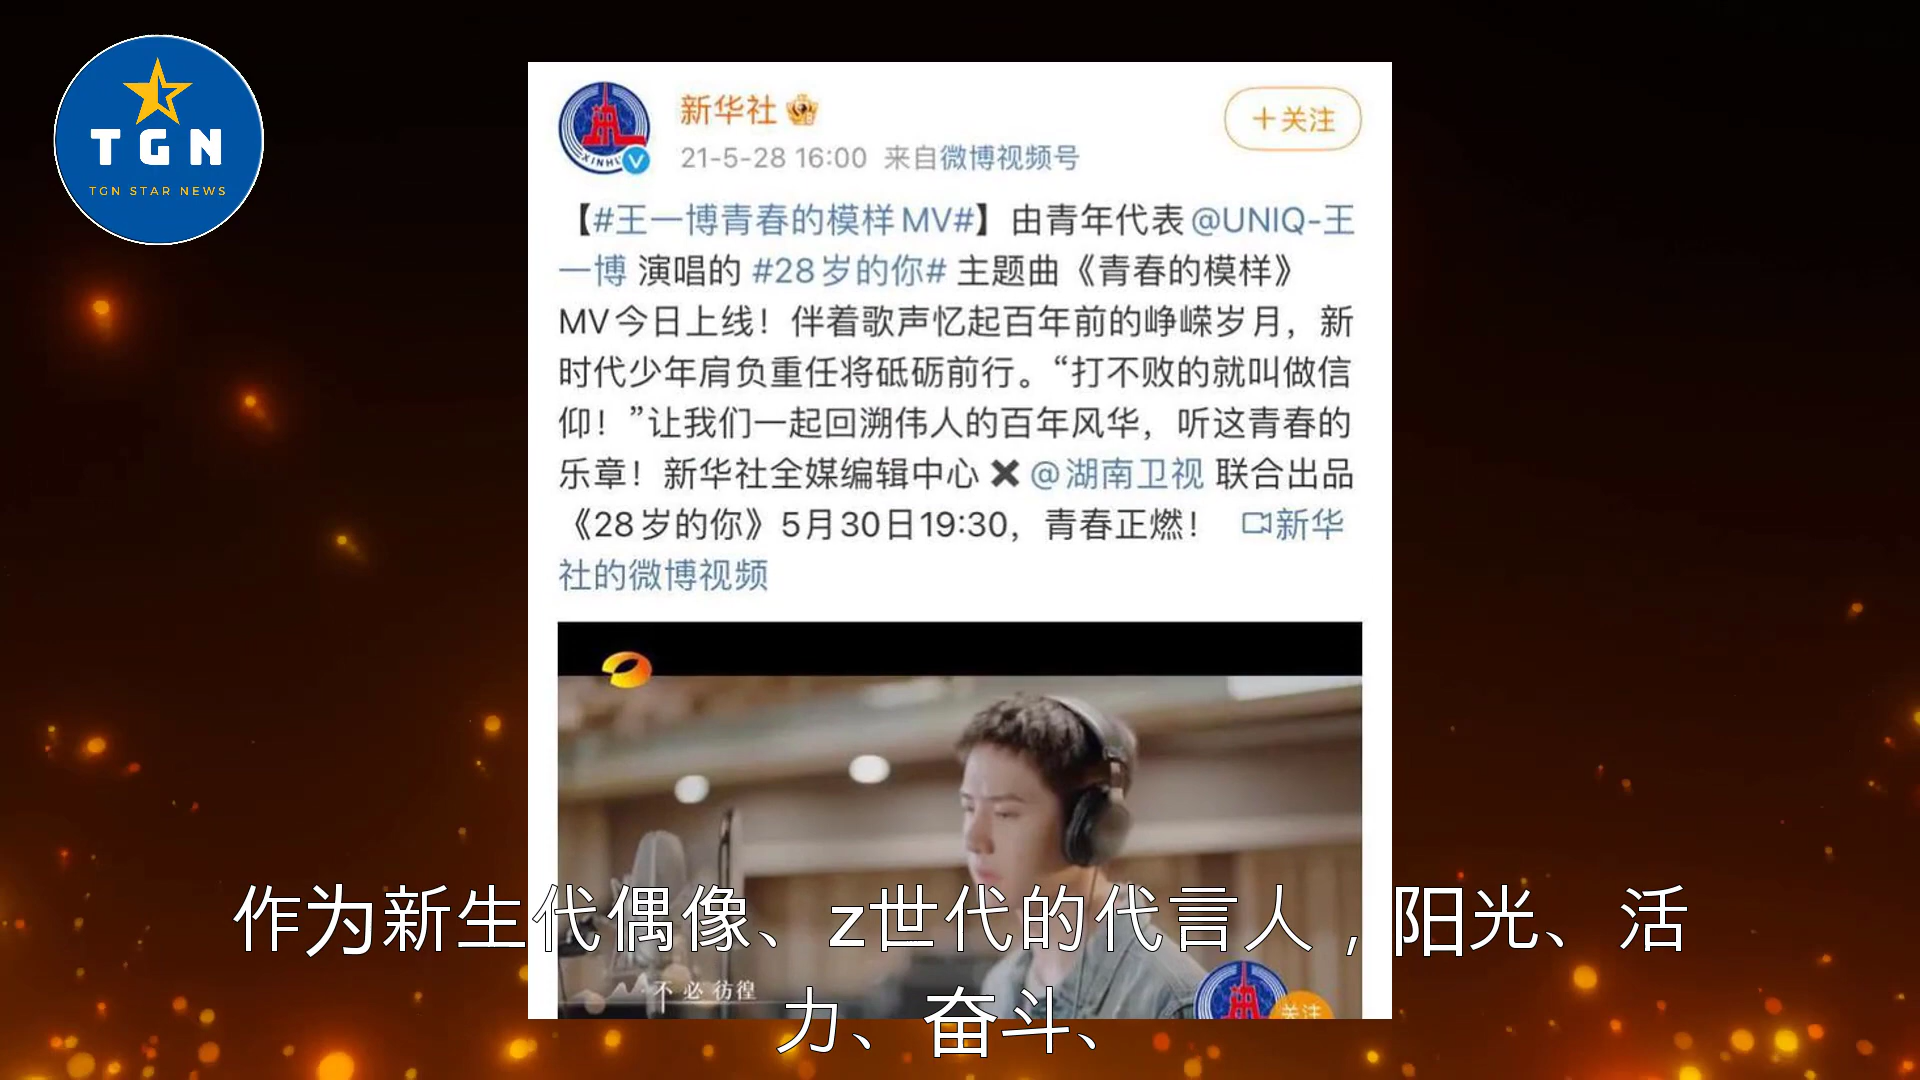 TGN
TGN STAR NEWS
新华社
+关注
21-5-28 16:00 来自微博视频号
【#王一博青春的模样MV#】由青年代表@UNIQ-王
一博 演唱的 #28岁的你# 主题曲《青春的模样》
MV今日上线！伴着歌声忆起百年前的峥嵘岁月，新
时代少年肩负重任将砥砺前行。“打不败的就叫做信
仰！”让我们一起回溯伟人的百年风华，听这青春的
乐章！新华社全媒编辑中心✖@湖南卫视 联合出品
《28岁的你》5月30日19:30，青春正燃！ 新华
社的微博视频
作为新生代偶像、z世代的代言人，阳光、活
不必彷徨
关注
力、奋斗、